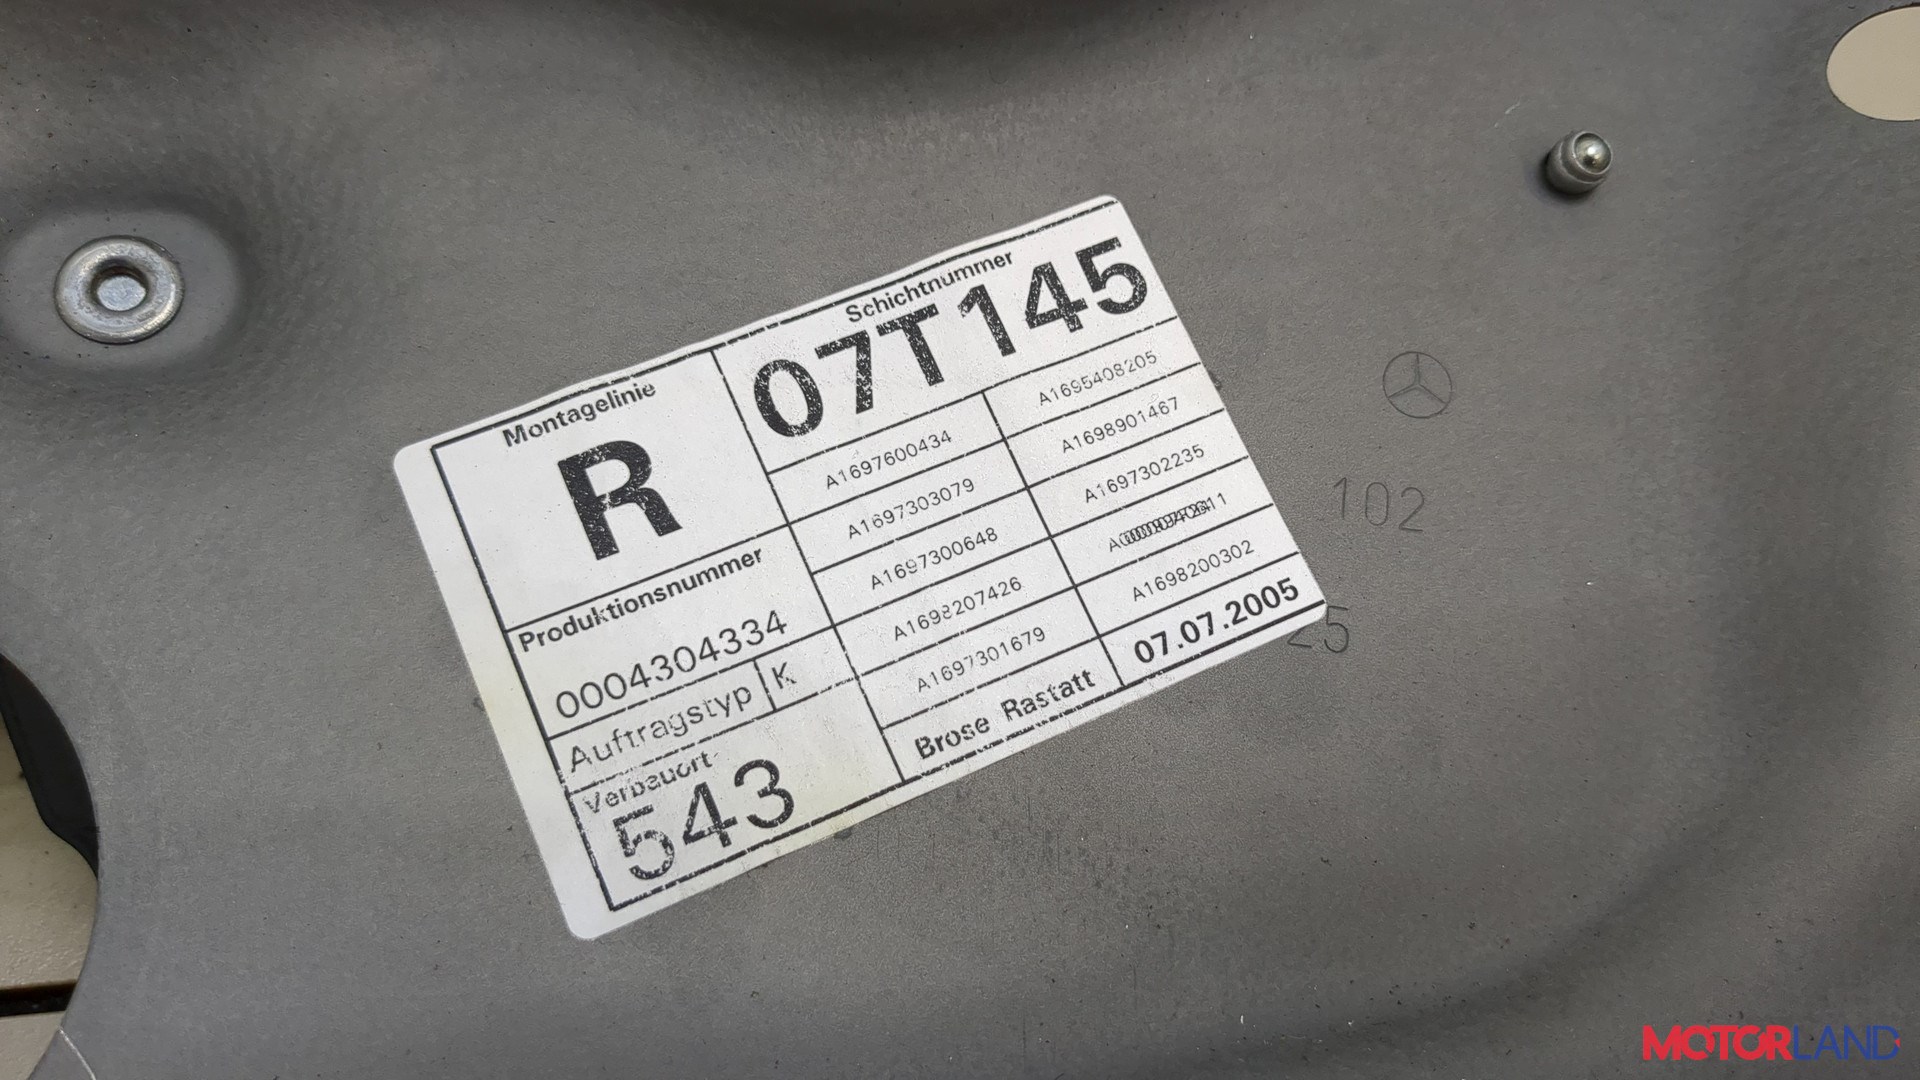 Montagelinie
R
Schichtnummer
07T145
A1697600434
A1695408205
A1697303079
A1698901467
A1697300648
A1697302235
A1698207426
A1697301679
A1698200302
Produktionsnummer
0004304334
Auftragstyp K
Verbauort
543
Brose Rastatt
07.07.2005
102
25
MOTORLAND